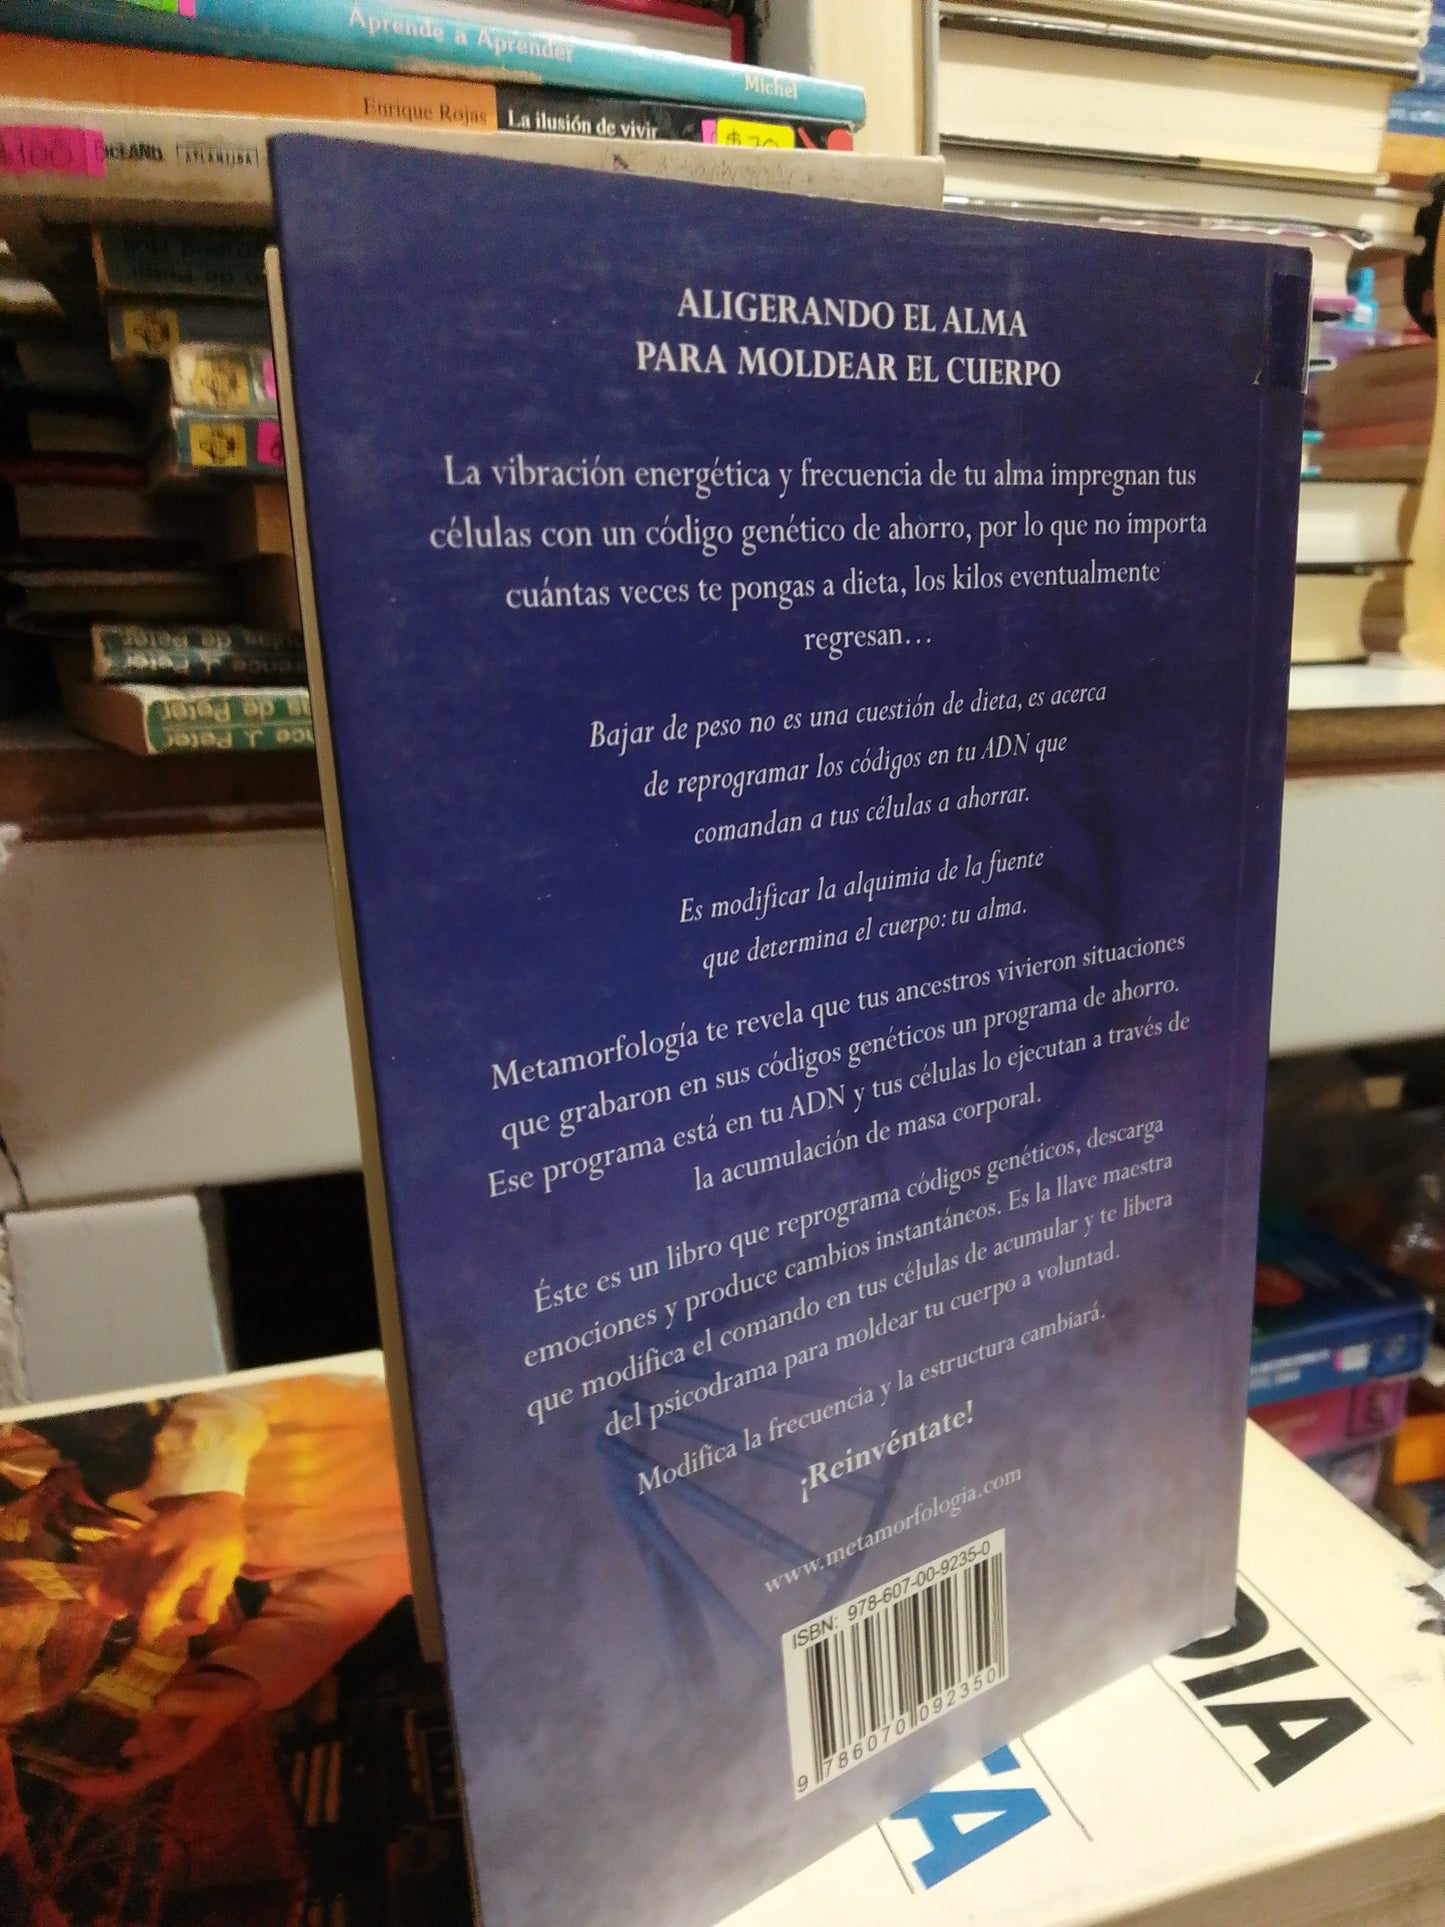 Aprende a Aprender
Michel
Enrique Rojas
La ilusión de vivir
$100
OCEANO
$70
ALIGERANDO EL ALMA
PARA MOLDEAR EL CUERPO
La vibración energética y frecuencia de tu alma impregnan tus
células con un código genético de ahorro, por lo que no importa
cuántas veces te pongas a dieta, los kilos eventualmente
regresan…
Bajar de peso no es una cuestión de dieta, es acerca
de reprogramar los códigos en tu ADN que
comandan a tus células a ahorrar.
Es modificar la alquimia de la fuente
que determina el cuerpo: tu alma.
Metamorfología te revela que tus ancestros vivieron situaciones
que grabaron en sus códigos genéticos un programa de ahorro.
Ese programa está en tu ADN y tus células lo ejecutan a través de
la acumulación de masa corporal.
Éste es un libro que reprograma códigos genéticos, descarga
emociones y produce cambios instantáneos. Es la llave maestra
que modifica el comando en tus células de acumular y te libera
del psicodrama para moldear tu cuerpo a voluntad.
Modifica la frecuencia y la estructura cambiará.
¡Reinvéntate!
www.metamorfologia.com
ISBN: 978-607-00-9235-0
9 786070 092350
DIA
A